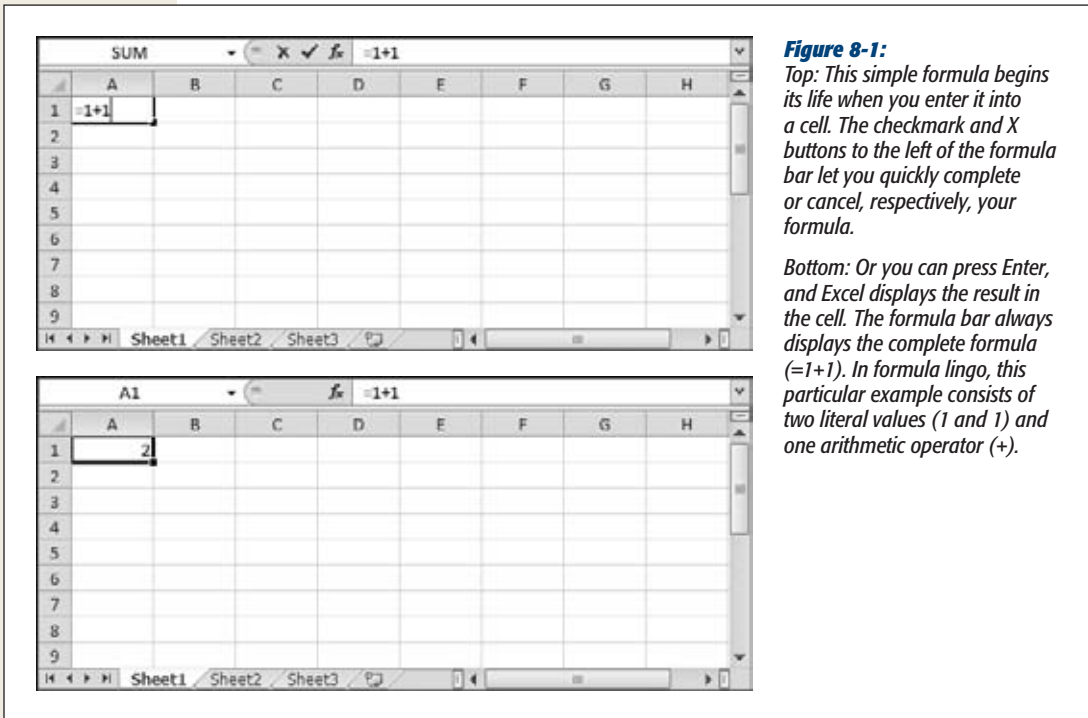 SUM fx =1+1
A B C D E F G H
1 =1+1
2
3
4
5
6
7
8
9
Sheet1 Sheet2 Sheet3
A1 fx =1+1
A B C D E F G H
1 2
2
3
4
5
6
7
8
9
Sheet1 Sheet2 Sheet3
Figure 8-1:
Top: This simple formula begins
its life when you enter it into
a cell. The checkmark and X
buttons to the left of the formula
bar let you quickly complete
or cancel, respectively, your
formula.
Bottom: Or you can press Enter,
and Excel displays the result in
the cell. The formula bar always
displays the complete formula
(=1+1). In formula lingo, this
particular example consists of
two literal values (1 and 1) and
one arithmetic operator (+).